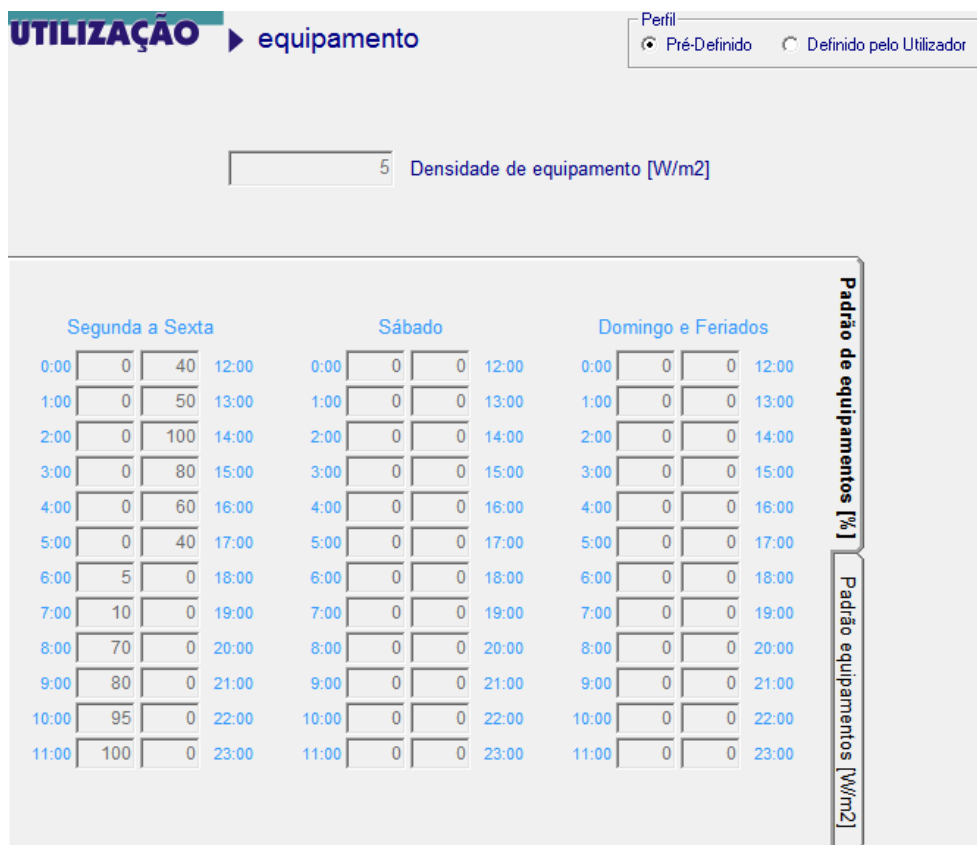 UTILIZAÇÃO equipamento
Perfil
Pré-Definido Definido pelo Utilizador
5 Densidade de equipamento [W/m2]
Segunda a Sexta Sábado Domingo e Feriados
0:00 0 40 12:00 0:00 0 0 12:00 0:00 0 0 12:00
1:00 0 50 13:00 1:00 0 0 13:00 1:00 0 0 13:00
2:00 0 100 14:00 2:00 0 0 14:00 2:00 0 0 14:00
3:00 0 80 15:00 3:00 0 0 15:00 3:00 0 0 15:00
4:00 0 60 16:00 4:00 0 0 16:00 4:00 0 0 16:00
5:00 0 40 17:00 5:00 0 0 17:00 5:00 0 0 17:00
6:00 5 0 18:00 6:00 0 0 18:00 6:00 0 0 18:00
7:00 10 0 19:00 7:00 0 0 19:00 7:00 0 0 19:00
8:00 70 0 20:00 8:00 0 0 20:00 8:00 0 0 20:00
9:00 80 0 21:00 9:00 0 0 21:00 9:00 0 0 21:00
10:00 95 0 22:00 10:00 0 0 22:00 10:00 0 0 22:00
11:00 100 0 23:00 11:00 0 0 23:00 11:00 0 0 23:00
Padrão de equipamentos [%]
Padrão equipamentos [W/m2]